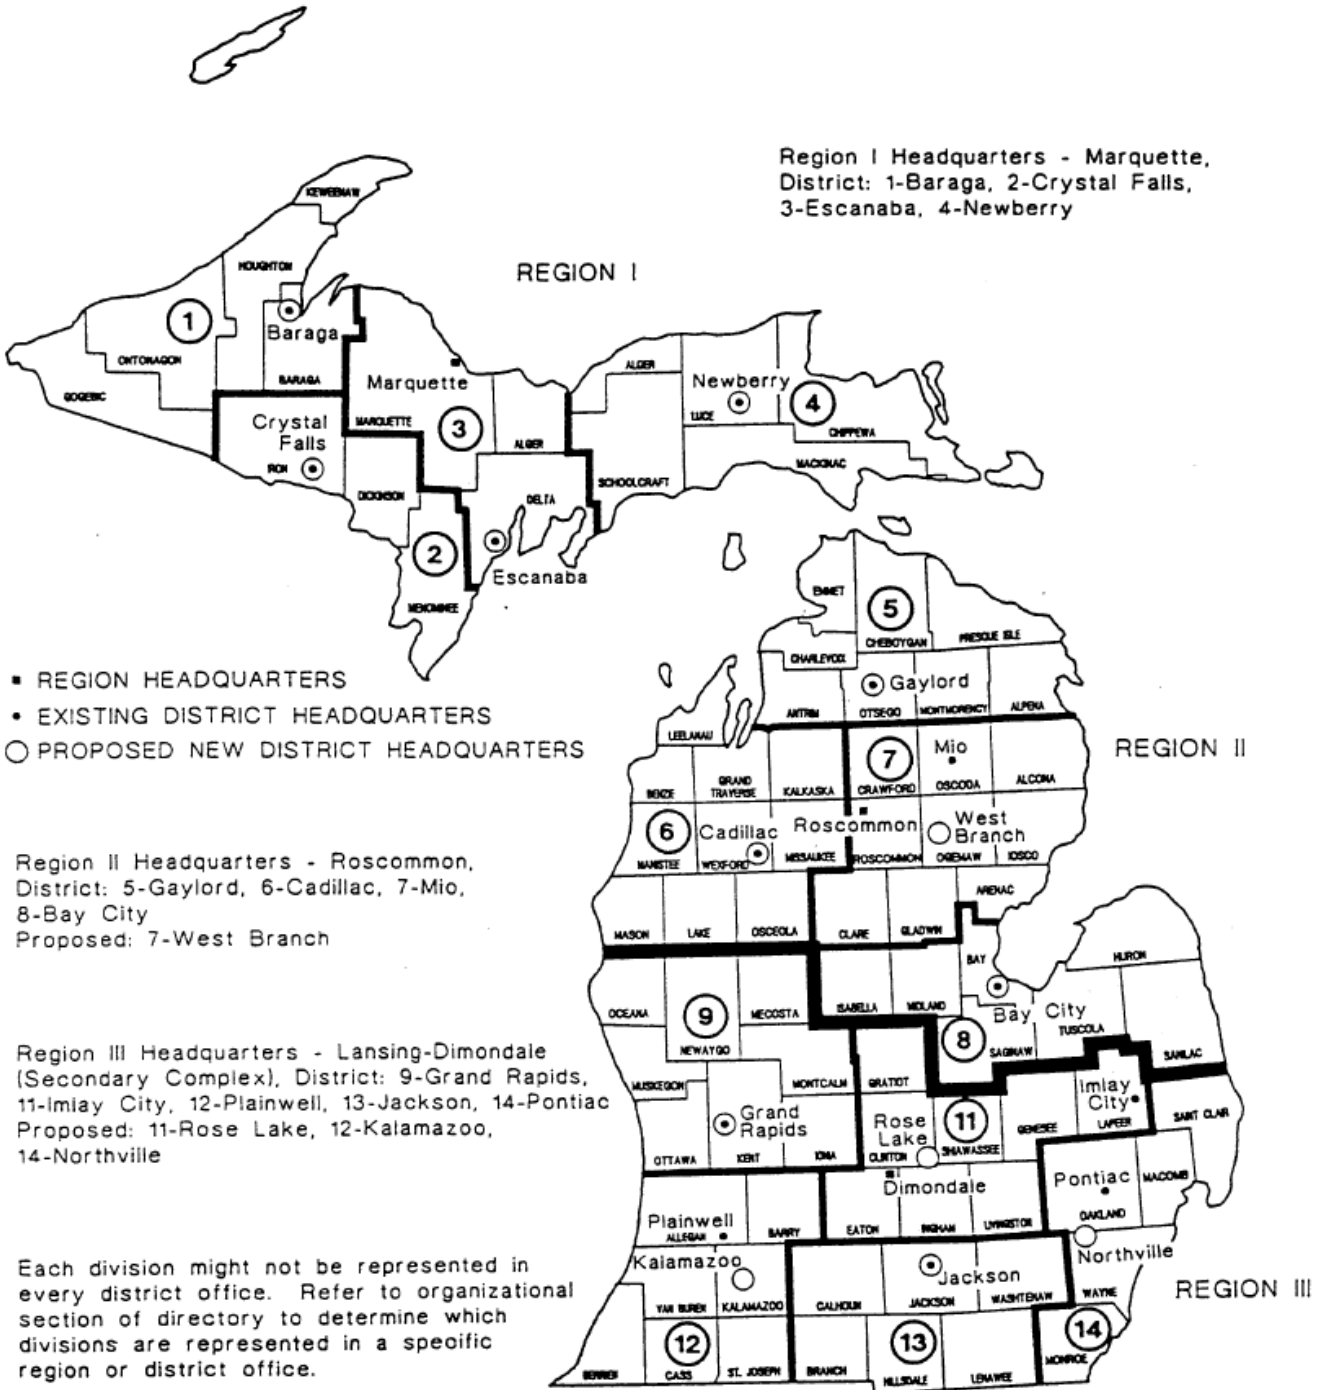 Region I Headquarters - Marquette,
District: 1-Baraga, 2-Crystal Falls,
3-Escanaba, 4-Newberry
REGION I
KEWEENAW
HOUGHTON
1
Baraga
ONTONAGON
BARAGA
GOGEBIC
Marquette
MARQUETTE
3
ALGER
Crystal
Falls
IRON
DICKINSON
DELTA
2
Escanaba
MENOMINEE
ALGER
Newberry
LUCE
4
CHIPPEWA
MACKINAC
SCHOOLCRAFT
■ REGION HEADQUARTERS
• EXISTING DISTRICT HEADQUARTERS
○ PROPOSED NEW DISTRICT HEADQUARTERS
EMMET
5
CHEBOYGAN
PRESQUE ISLE
CHARLEVOIX
Gaylord
ANTRIM
OTSEGO
MONTMORENCY
ALPENA
LEELANAU
REGION II
7
Mio
BENZIE
GRAND
TRAVERSE
KALKASKA
CRAWFORD
OSCODA
ALCONA
6
Cadillac
Roscommon
West
Branch
MANISTEE
WEXFORD
MISSAUKEE
ROSCOMMON
OGEMAW
IOSCO
ARENAC
MASON
LAKE
OSCEOLA
CLARE
GLADWIN
BAY
HURON
OCEANA
9
NEWAYGO
MECOSTA
ISABELLA
MIDLAND
Bay City
8
SAGINAW
TUSCOLA
SANILAC
MUSKEGON
MONTCALM
GRATIOT
Imlay
City
LAPEER
Grand
Rapids
Rose
Lake
11
GENESEE
SAINT CLAIR
OTTAWA
KENT
IONIA
CLINTON
SHIAWASSEE
Dimondale
Pontiac
MACOMB
OAKLAND
Plainwell
ALLEGAN
BARRY
EATON
INGHAM
LIVINGSTON
Northville
Kalamazoo
Jackson
VAN BUREN
KALAMAZOO
CALHOUN
JACKSON
WASHTENAW
WAYNE
REGION III
12
CASS
ST. JOSEPH
BERRIEN
BRANCH
13
HILLSDALE
LENAWEE
14
MONROE
Region II Headquarters - Roscommon,
District: 5-Gaylord, 6-Cadillac, 7-Mio,
8-Bay City
Proposed: 7-West Branch
Region III Headquarters - Lansing-Dimondale
(Secondary Complex), District: 9-Grand Rapids,
11-Imlay City, 12-Plainwell, 13-Jackson, 14-Pontiac
Proposed: 11-Rose Lake, 12-Kalamazoo,
14-Northville
Each division might not be represented in
every district office. Refer to organizational
section of directory to determine which
divisions are represented in a specific
region or district office.